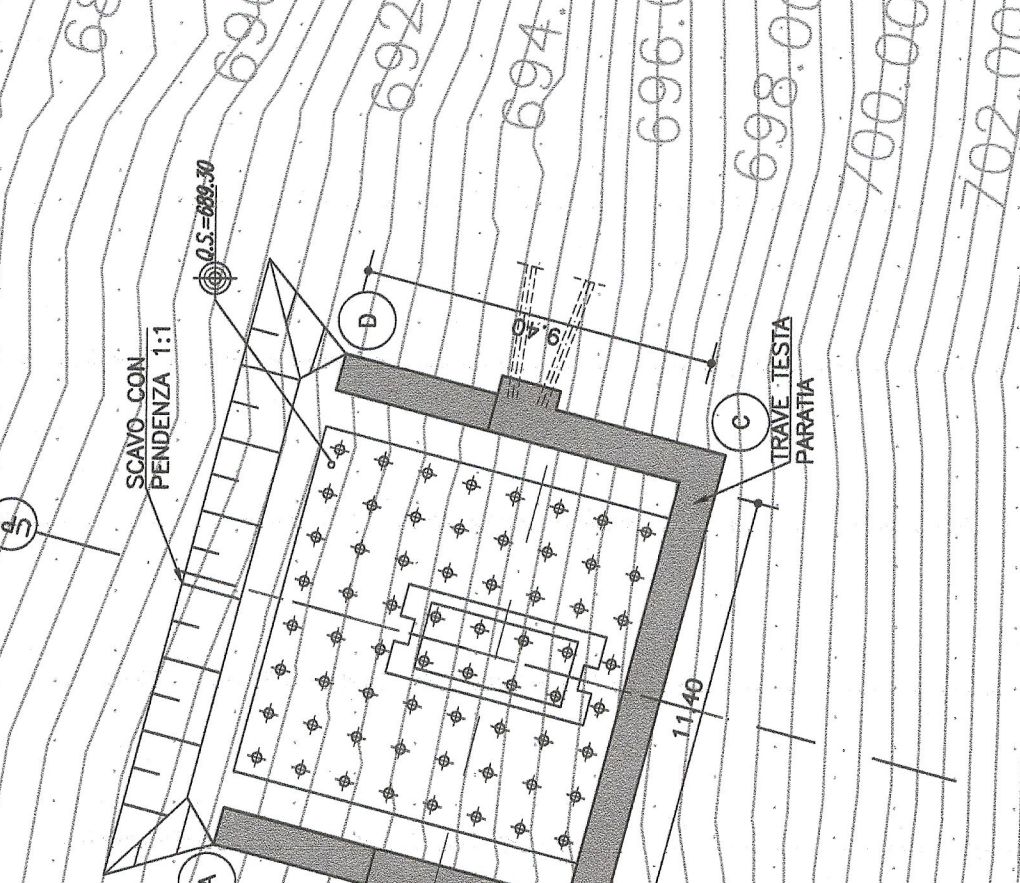 690
692
694.
696.0
698.00
700.00
702.00
Q.S.=689.30
SCAVO CON
PENDENZA 1:1
D
9.40
C
TRAVE TESTA
PARATIA
11.40
A